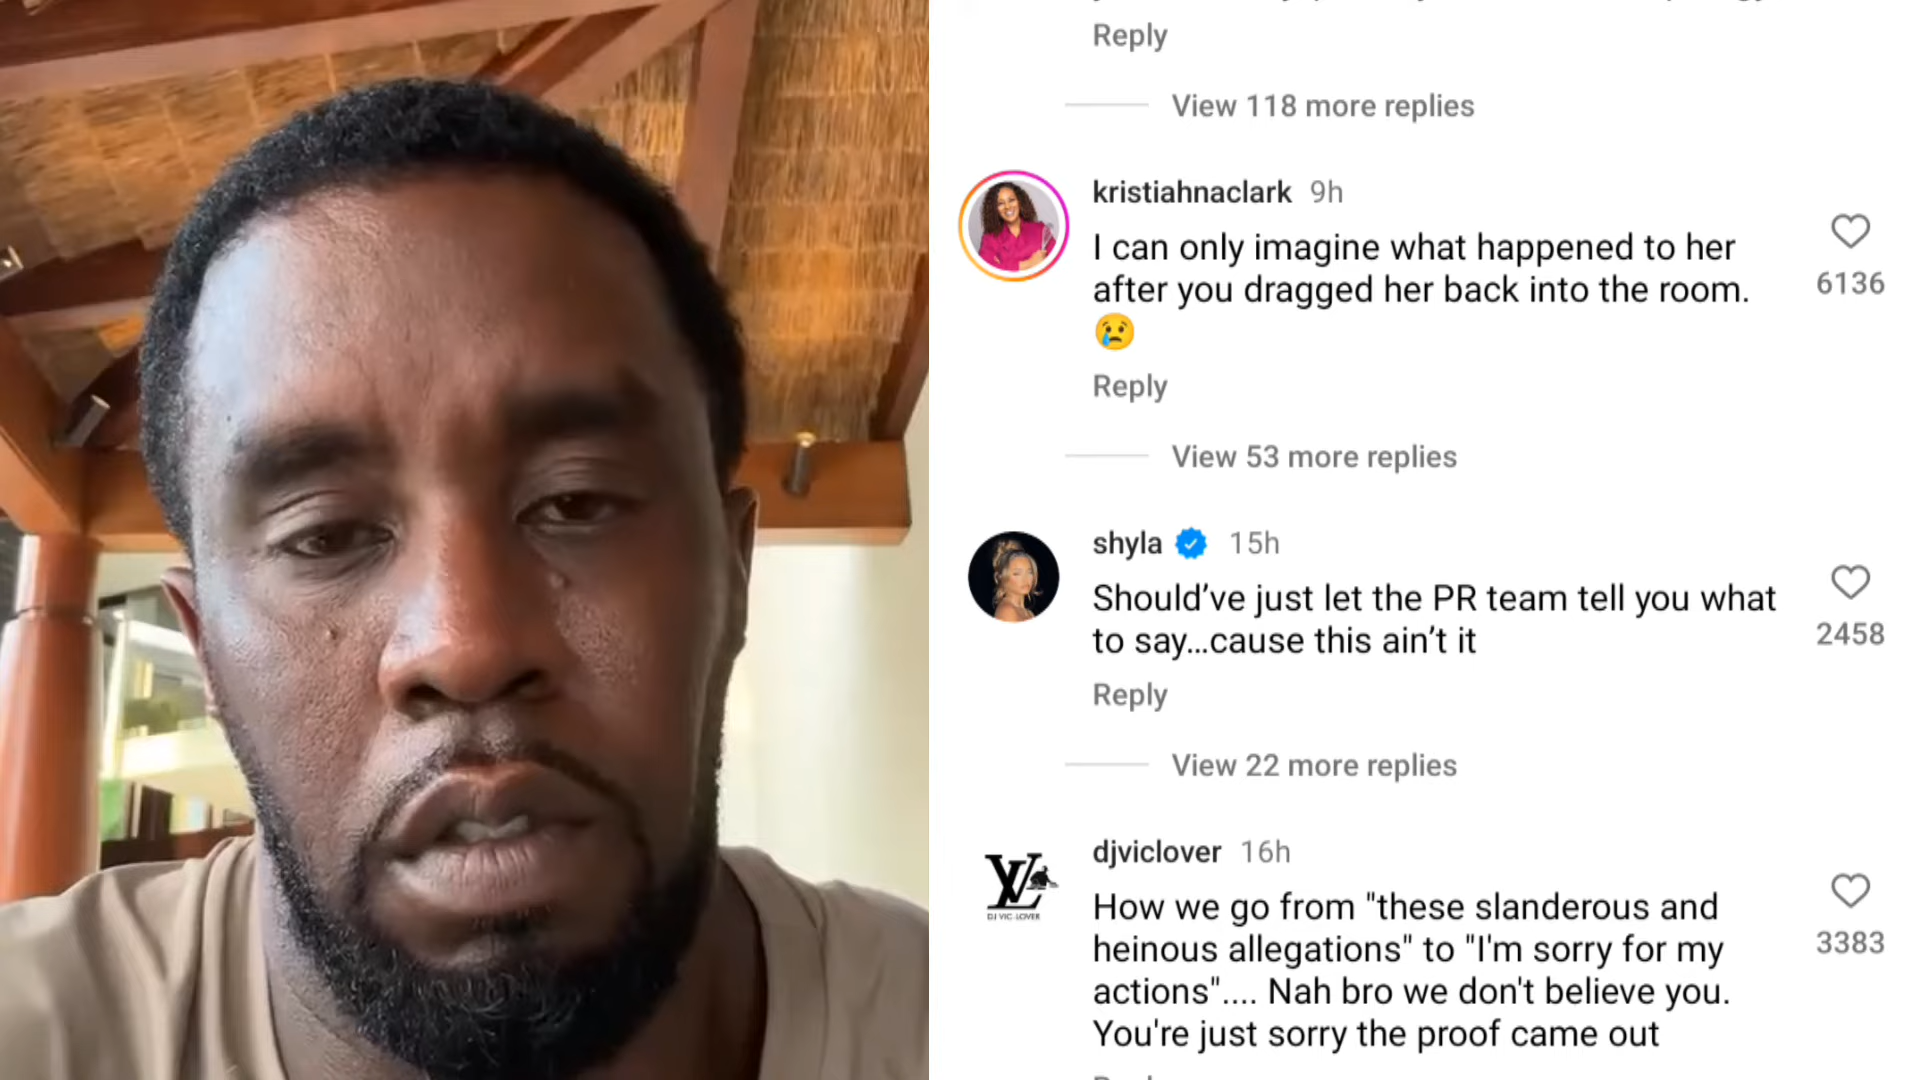 Reply
View 118 more replies
kristiahnaclark 9h
I can only imagine what happened to her
after you dragged her back into the room.
😢
6136
Reply
View 53 more replies
shyla 15h
Should’ve just let the PR team tell you what
to say…cause this ain’t it
2458
Reply
View 22 more replies
VL
DJ VIC LOVER
djviclover 16h
How we go from "these slanderous and
heinous allegations" to "I'm sorry for my
actions".... Nah bro we don't believe you.
You're just sorry the proof came out
3383